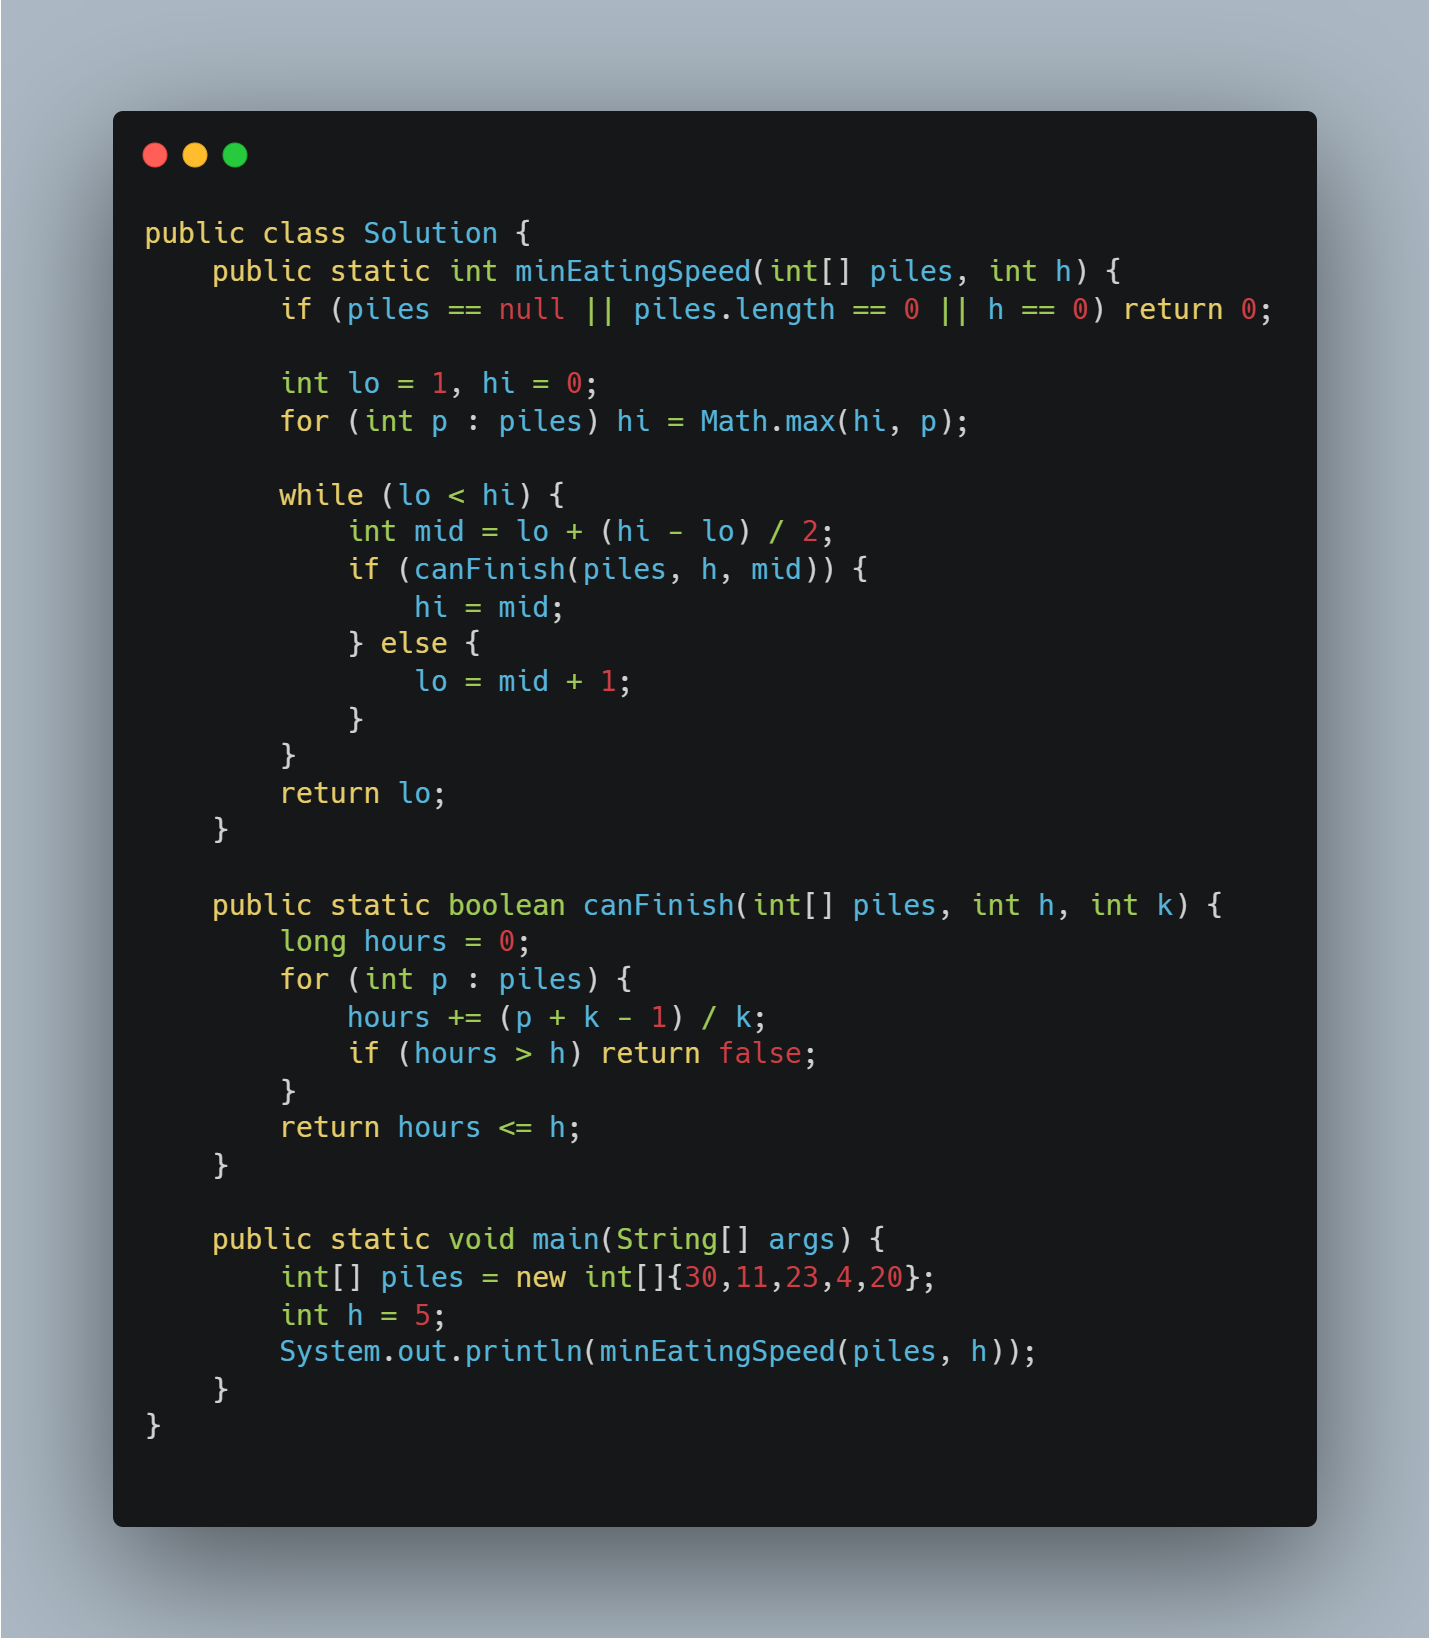 public class Solution {
    public static int minEatingSpeed(int[] piles, int h) {
        if (piles == null || piles.length == 0 || h == 0) return 0;

        int lo = 1, hi = 0;
        for (int p : piles) hi = Math.max(hi, p);

        while (lo < hi) {
            int mid = lo + (hi - lo) / 2;
            if (canFinish(piles, h, mid)) {
                hi = mid;
            } else {
                lo = mid + 1;
            }
        }
        return lo;
    }

    public static boolean canFinish(int[] piles, int h, int k) {
        long hours = 0;
        for (int p : piles) {
            hours += (p + k - 1) / k;
            if (hours > h) return false;
        }
        return hours <= h;
    }

    public static void main(String[] args) {
        int[] piles = new int[]{30,11,23,4,20};
        int h = 5;
        System.out.println(minEatingSpeed(piles, h));
    }
}